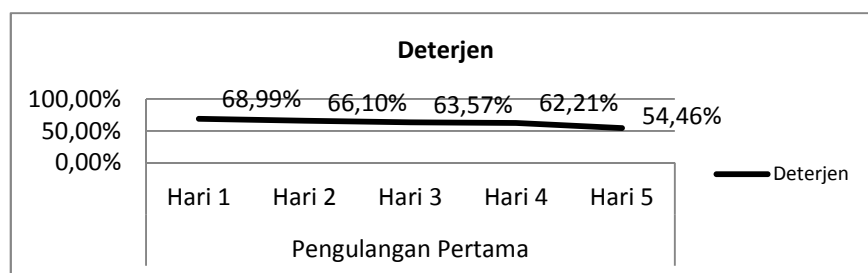 Deterjen
100,00%
50,00%
0,00%
68,99% 66,10% 63,57% 62,21% 54,46%
Hari 1 Hari 2 Hari 3 Hari 4 Hari 5
Pengulangan Pertama
Deterjen